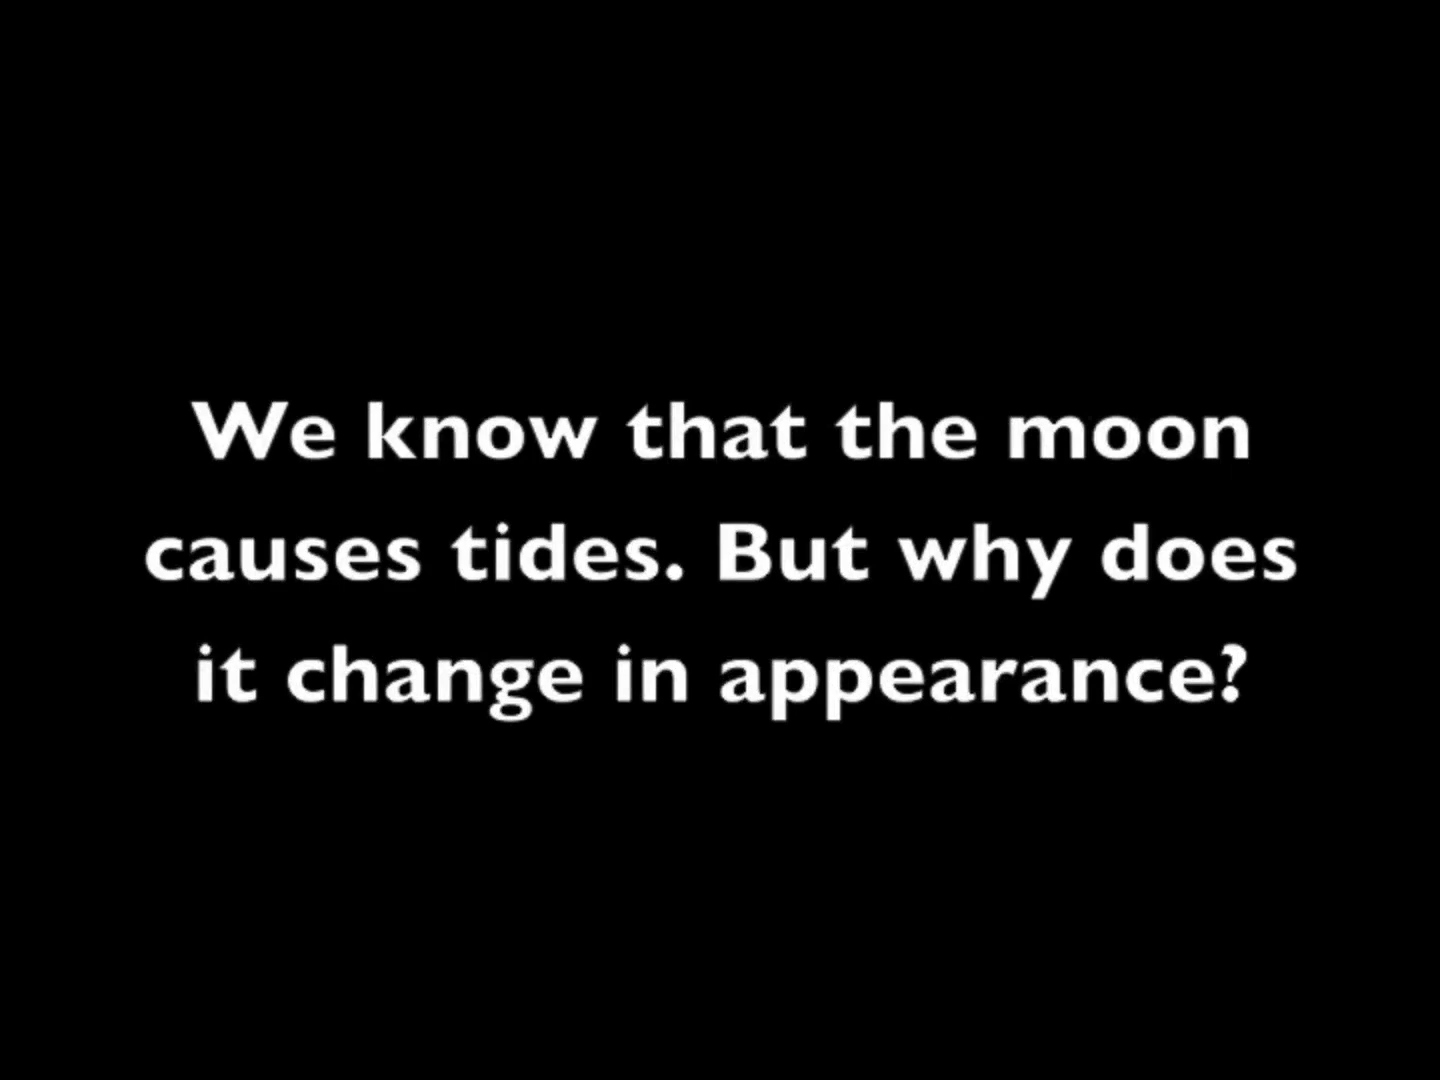 We know that the moon
causes tides. But why does
it change in appearance?